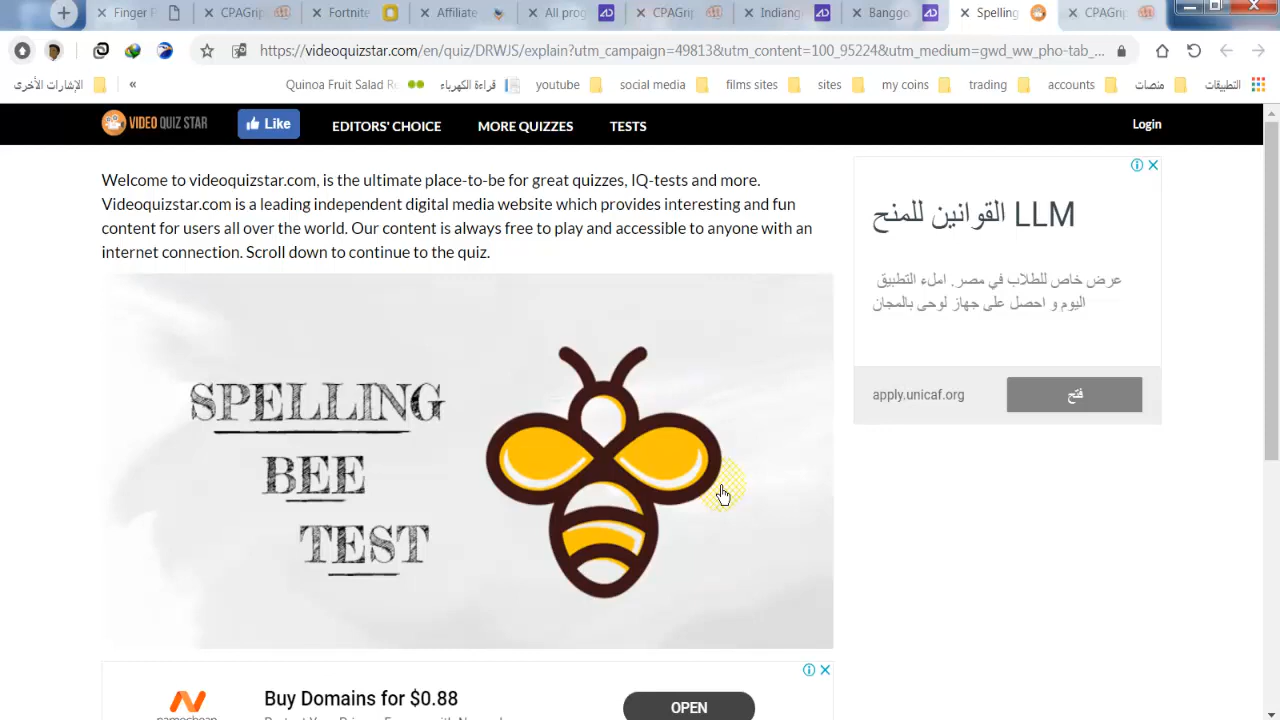 Finger
CPAGrip
Fortnite
Affiliate
All prog
CPAGrip
Indiang
Banggo
Spelling
CPAGrip
https://videoquizstar.com/en/quiz/DRWJS/explain?utm_campaign=49813&utm_content=100_95224&utm_medium=gwd_ww_pho-tab_...
الإشارات الأخرى
«
Quinoa Fruit Salad Re
قراءة الكهرباء
youtube
social media
films sites
sites
my coins
trading
accounts
منصات
التطبيقات
VIDEO QUIZ STAR
Like
EDITORS' CHOICE
MORE QUIZZES
TESTS
Login
Welcome to videoquizstar.com, is the ultimate place-to-be for great quizzes, IQ-tests and more.
Videoquizstar.com is a leading independent digital media website which provides interesting and fun
content for users all over the world. Our content is always free to play and accessible to anyone with an
internet connection. Scroll down to continue to the quiz.
القوانين للمنح LLM
عرض خاص للطلاب في مصر. املء التطبيق
اليوم و احصل على جهاز لوحى بالمجان
apply.unicaf.org
فتح
SPELLING
BEE
TEST
Buy Domains for $0.88
OPEN
namecheap